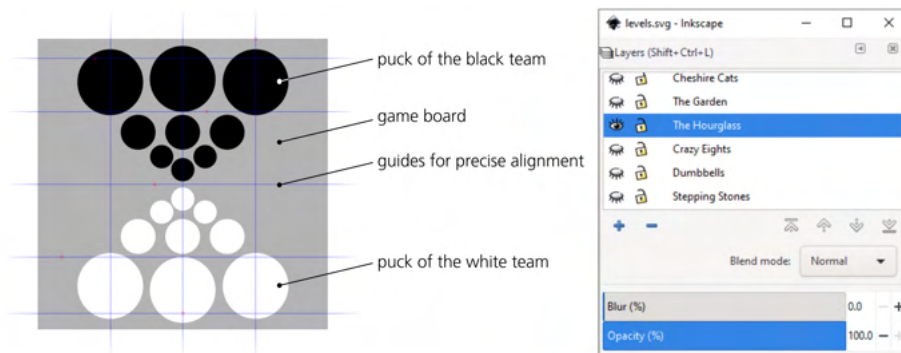 puck of the black team
game board
guides for precise alignment
puck of the white team
levels.svg - Inkscape
Layers (Shift+Ctrl+L)
Cheshire Cats
The Garden
The Hourglass
Crazy Eights
Dumbbells
Stepping Stones
Blend mode: Normal
Blur (%) 0.0
Opacity (%) 100.0